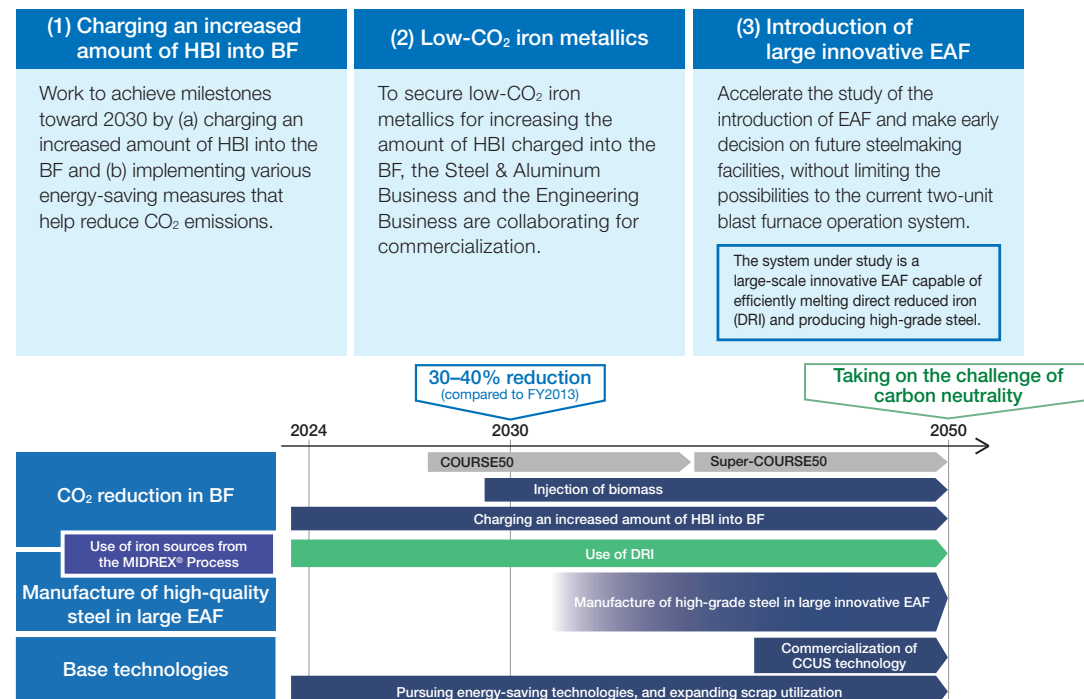 (1) Charging an increased
amount of HBI into BF
Work to achieve milestones
toward 2030 by (a) charging an
increased amount of HBI into the
BF and (b) implementing various
energy-saving measures that
help reduce CO₂ emissions.
(2) Low-CO₂ iron metallics
To secure low-CO₂ iron
metallics for increasing the
amount of HBI charged into the
BF, the Steel & Aluminum
Business and the Engineering
Business are collaborating for
commercialization.
(3) Introduction of
large innovative EAF
Accelerate the study of the
introduction of EAF and make early
decision on future steelmaking
facilities, without limiting the
possibilities to the current two-unit
blast furnace operation system.
The system under study is a
large-scale innovative EAF capable of
efficiently melting direct reduced iron
(DRI) and producing high-grade steel.
30–40% reduction
(compared to FY2013)
Taking on the challenge of
carbon neutrality
2024
2030
2050
CO₂ reduction in BF
COURSE50
Super-COURSE50
Injection of biomass
Charging an increased amount of HBI into BF
Use of iron sources from
the MIDREX® Process
Use of DRI
Manufacture of high-quality
steel in large EAF
Manufacture of high-grade steel in large innovative EAF
Base technologies
Commercialization of
CCUS technology
Pursuing energy-saving technologies, and expanding scrap utilization